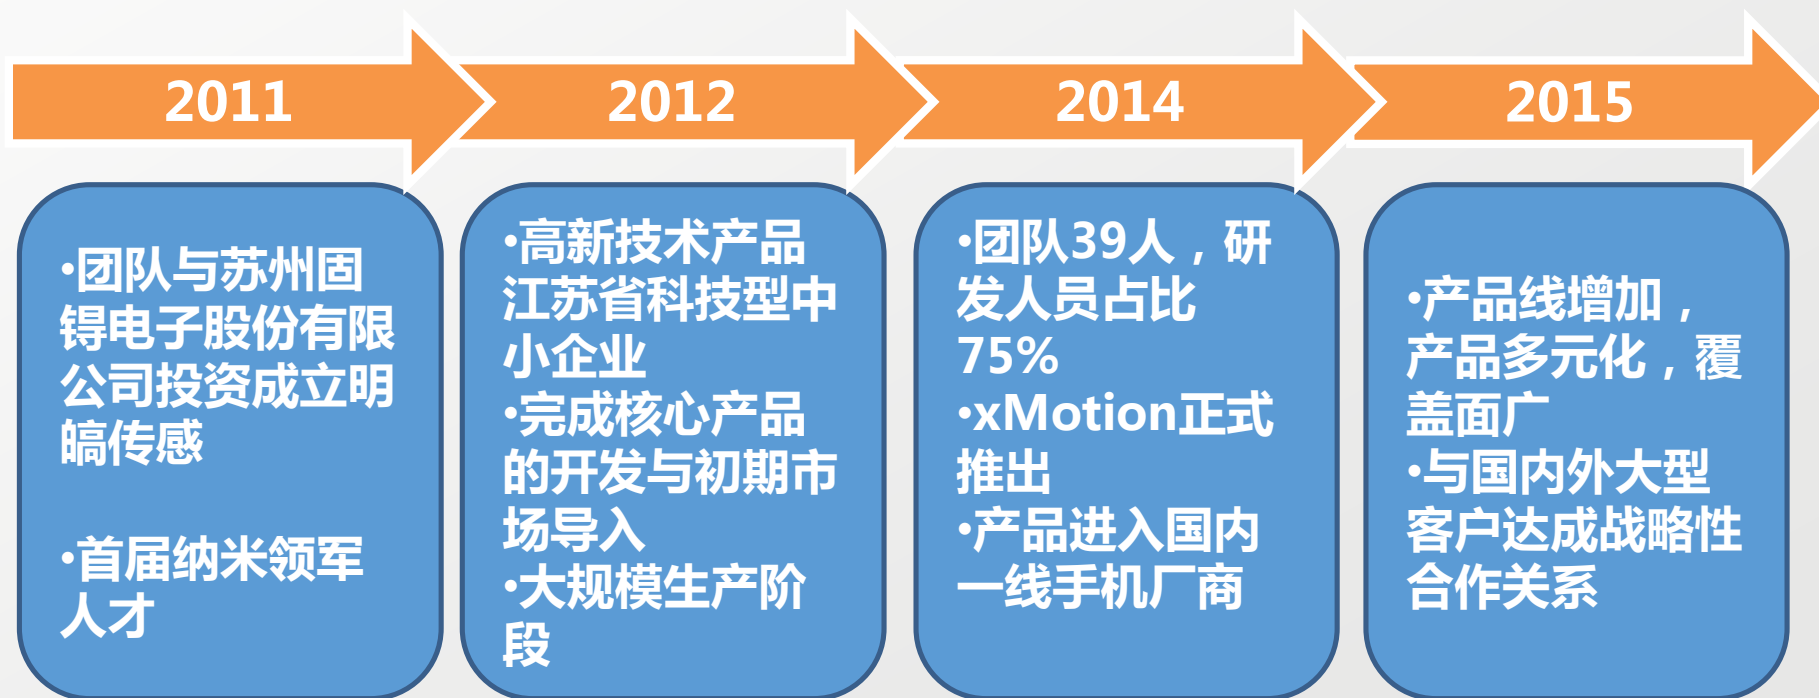 2011
2012
2014
2015
•团队与苏州固
锝电子股份有限
公司投资成立明
皜传感
•首届纳米领军
人才
•高新技术产品
江苏省科技型中
小企业
•完成核心产品
的开发与初期市
场导入
•大规模生产阶
段
•团队39人，研
发人员占比
75%
•xMotion正式
推出
•产品进入国内
一线手机厂商
•产品线增加，
产品多元化，覆
盖面广
•与国内外大型
客户达成战略性
合作关系